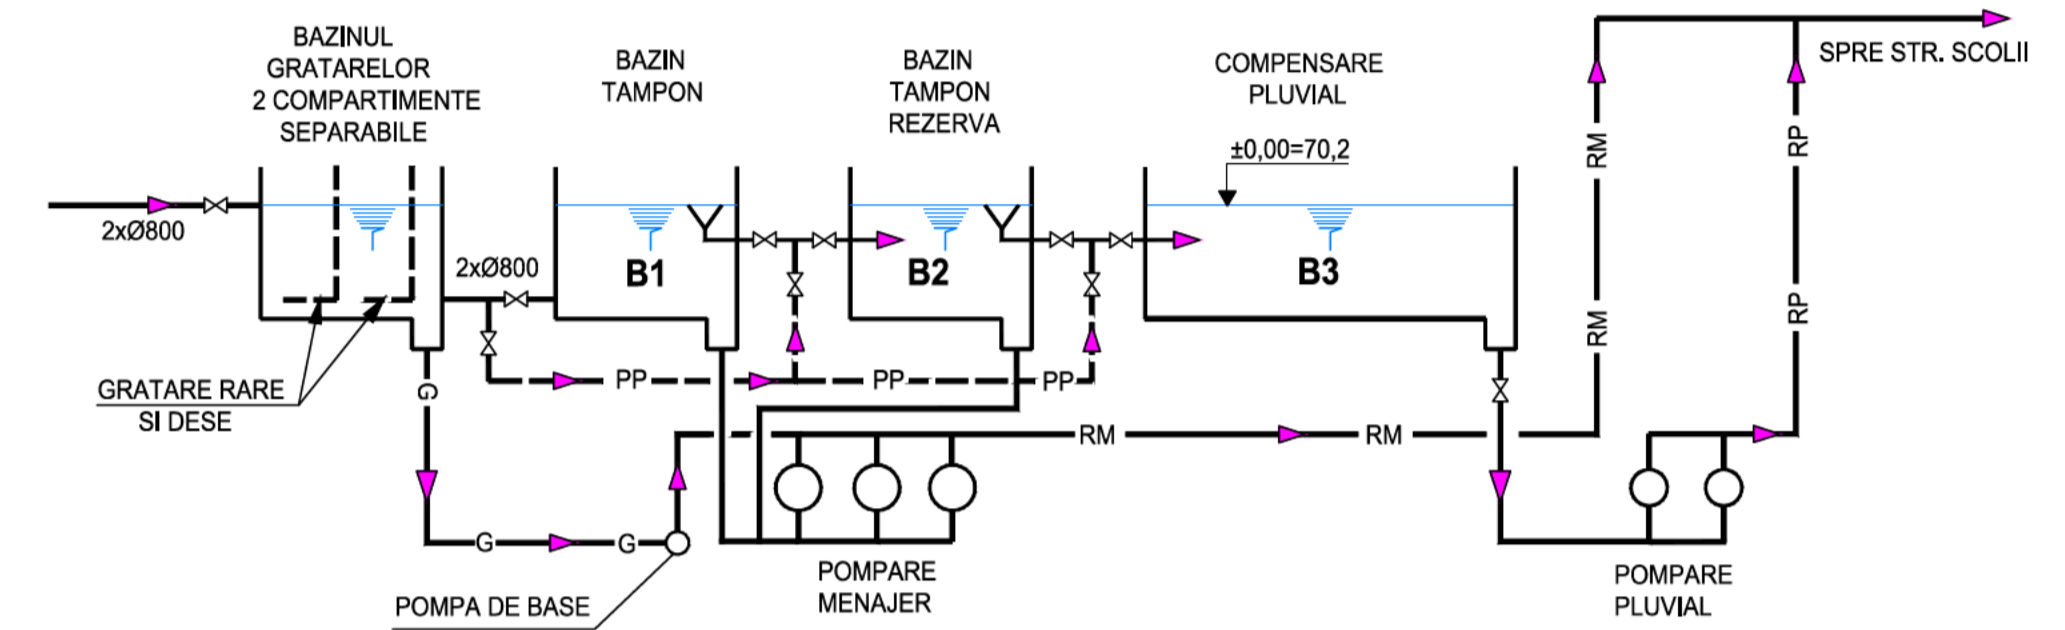 BAZINUL
GRATARELOR
2 COMPARTIMENTE
SEPARABILE
BAZIN
TAMPON
BAZIN
TAMPON
REZERVA
COMPENSARE
PLUVIAL
±0,00=70,2
SPRE STR. SCOLII
RM
RP
2xØ800
2xØ800
B1
B2
B3
RM
RP
GRATARE RARE
SI DESE
G
PP
PP
PP
RM
RM
G
G
POMPA DE BASE
POMPARE
MENAJER
POMPARE
PLUVIAL